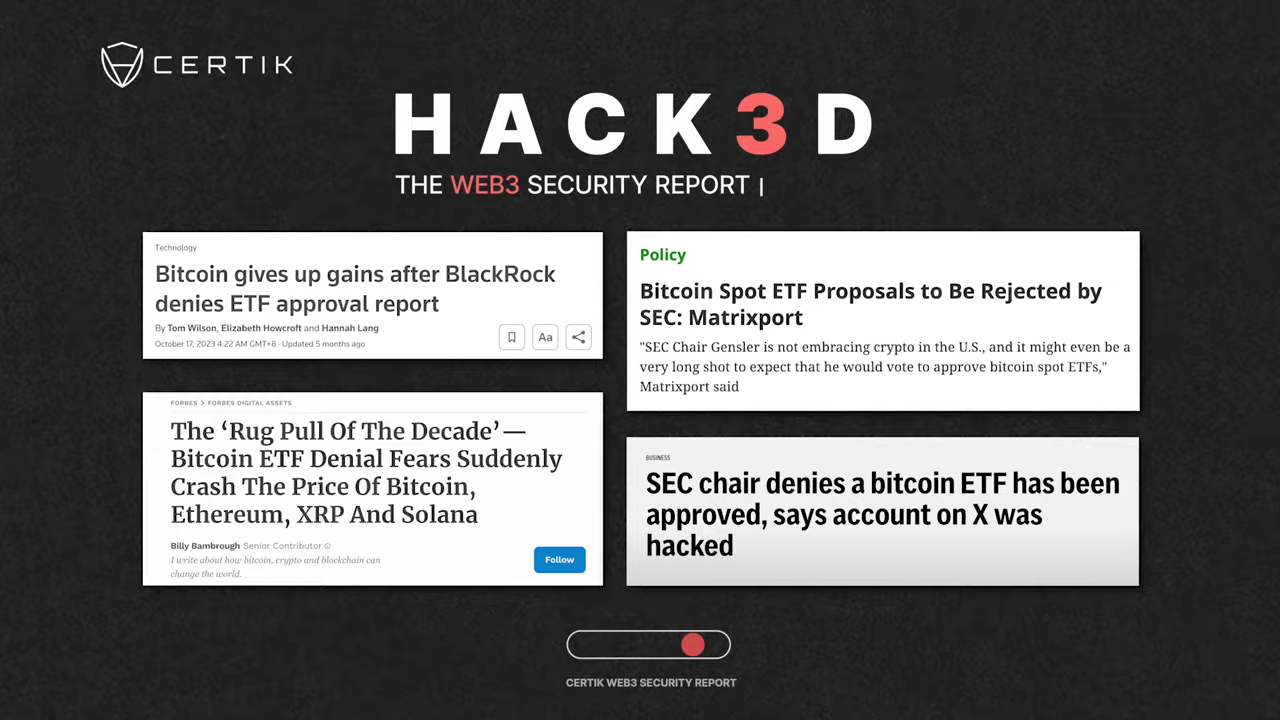 CERTIK
HACK3D
THE WEB3 SECURITY REPORT |
Technology
Bitcoin gives up gains after BlackRock
denies ETF approval report
By Tom Wilson, Elizabeth Howcroft and Hannah Lang
October 17, 2023 4:22 AM GMT+8 · Updated 5 months ago
Aa
Policy
Bitcoin Spot ETF Proposals to Be Rejected by
SEC: Matrixport
"SEC Chair Gensler is not embracing crypto in the U.S., and it might even be a
very long shot to expect that he would vote to approve bitcoin spot ETFs,"
Matrixport said
FORBES > FORBES DIGITAL ASSETS
The ‘Rug Pull Of The Decade’—
Bitcoin ETF Denial Fears Suddenly
Crash The Price Of Bitcoin,
Ethereum, XRP And Solana
Billy Bambrough Senior Contributor
I write about how bitcoin, crypto and blockchain can
change the world.
Follow
BUSINESS
SEC chair denies a bitcoin ETF has been
approved, says account on X was
hacked
CERTIK WEB3 SECURITY REPORT